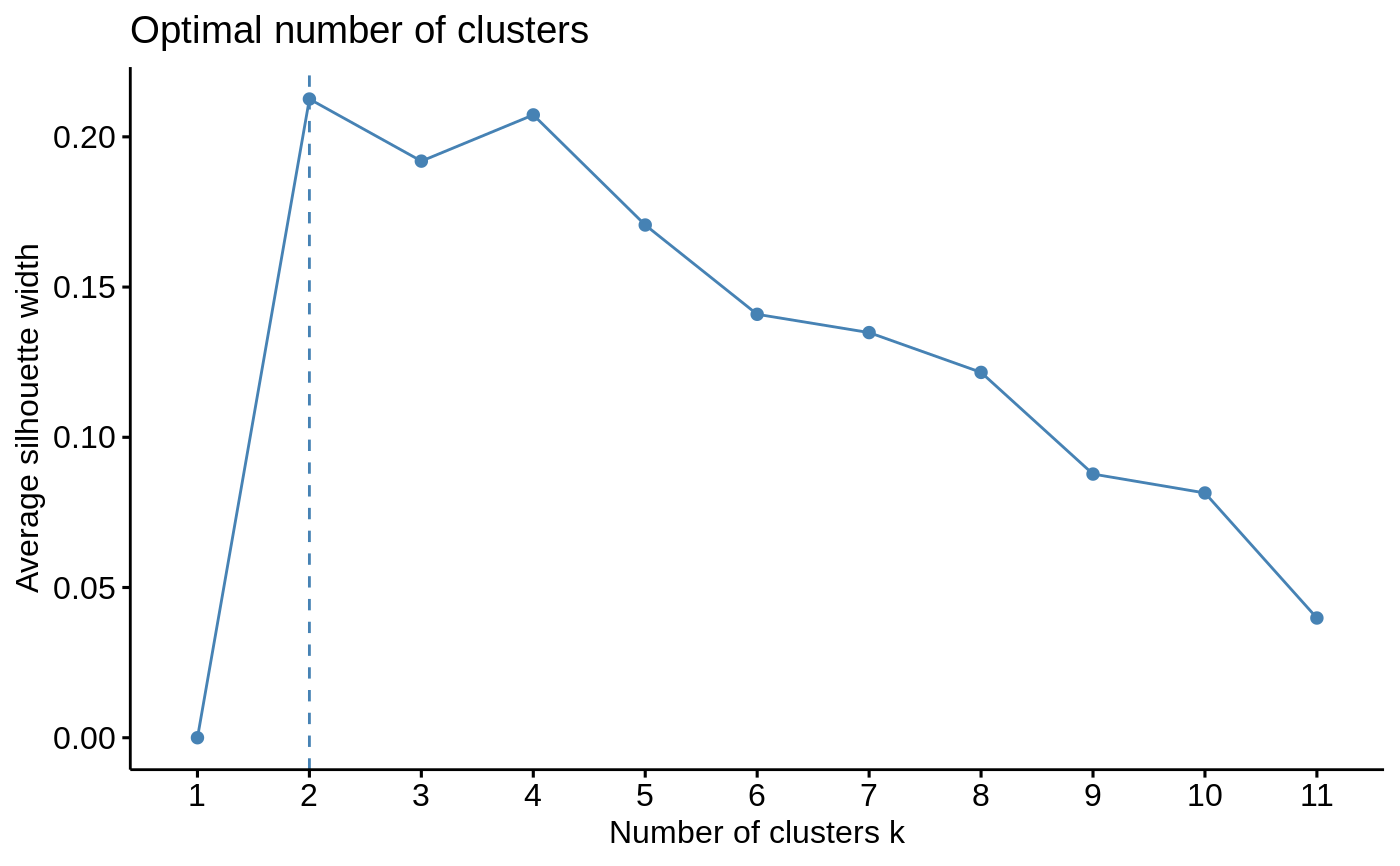 Optimal number of clusters
Average silhouette width
0.20
0.15
0.10
0.05
0.00
1 2 3 4 5 6 7 8 9 10 11
Number of clusters k